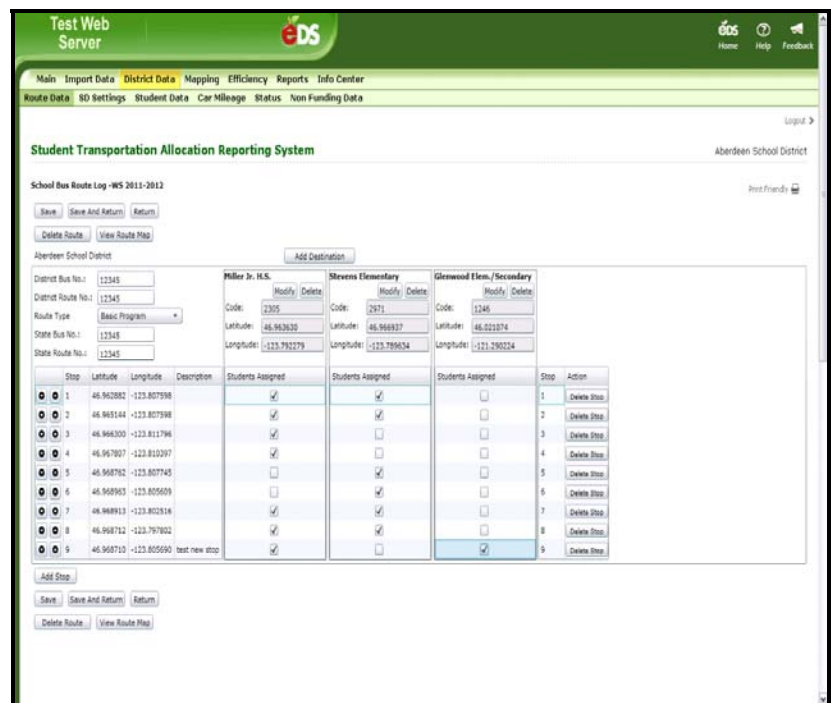 Test Web
Server
eDS
eDS
Home Help Feedback
Main Import Data District Data Mapping Efficiency Reports Info Center
Route Data SD Settings Student Data Car Mileage Status Non Funding Data
Logout
Student Transportation Allocation Reporting System
Aberdeen School District
School Bus Route Log -WS 2011-2012
Print Friendly
Save Save And Return Return
Delete Route View Route Map
Aberdeen School District Add Destination
District Bus No.: 12345 Miller Jr. H.S. Stevens Elementary Glenwood Elem./Secondary
Modify Delete Modify Delete Modify Delete
District Route No.: 12345 Code: 2305 Code: 2971 Code: 1246
Route Type Basic Program Latitude: 46.963630 Latitude: 46.966937 Latitude: 46.021074
State Bus No.: 12345 Longitude: -123.792279 Longitude: -123.789634 Longitude: -121.290224
State Route No.: 12345
Stop Latitude Longitude Description Students Assigned Students Assigned Students Assigned Stop Action
1 46.962882 -123.807598 1 Delete Stop
2 46.965144 -123.807598 2 Delete Stop
3 46.966300 -123.811796 3 Delete Stop
4 46.967807 -123.810397 4 Delete Stop
5 46.968762 -123.807745 5 Delete Stop
6 46.968963 -123.805609 6 Delete Stop
7 46.968913 -123.802516 7 Delete Stop
8 46.968712 -123.797802 8 Delete Stop
9 46.968710 -123.805690 test new stop 9 Delete Stop
Add Stop
Save Save And Return Return
Delete Route View Route Map